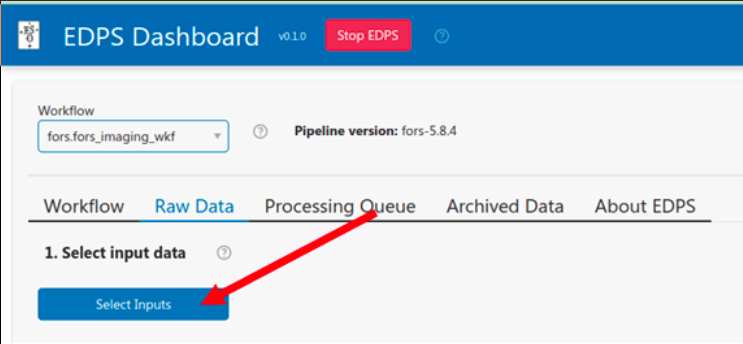 EDPS Dashboard v0.1.0 Stop EDPS ?
Workflow
fors.fors_imaging_wkf ? Pipeline version: fors-5.8.4
Workflow Raw Data Processing Queue Archived Data About EDPS
1. Select input data ?
Select Inputs